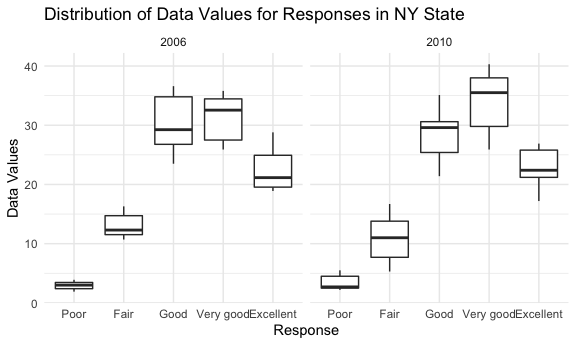 Distribution of Data Values for Responses in NY State
2006 2010
Data Values
40
30
20
10
0
Poor Fair Good Very good Excellent Poor Fair Good Very good Excellent
Response